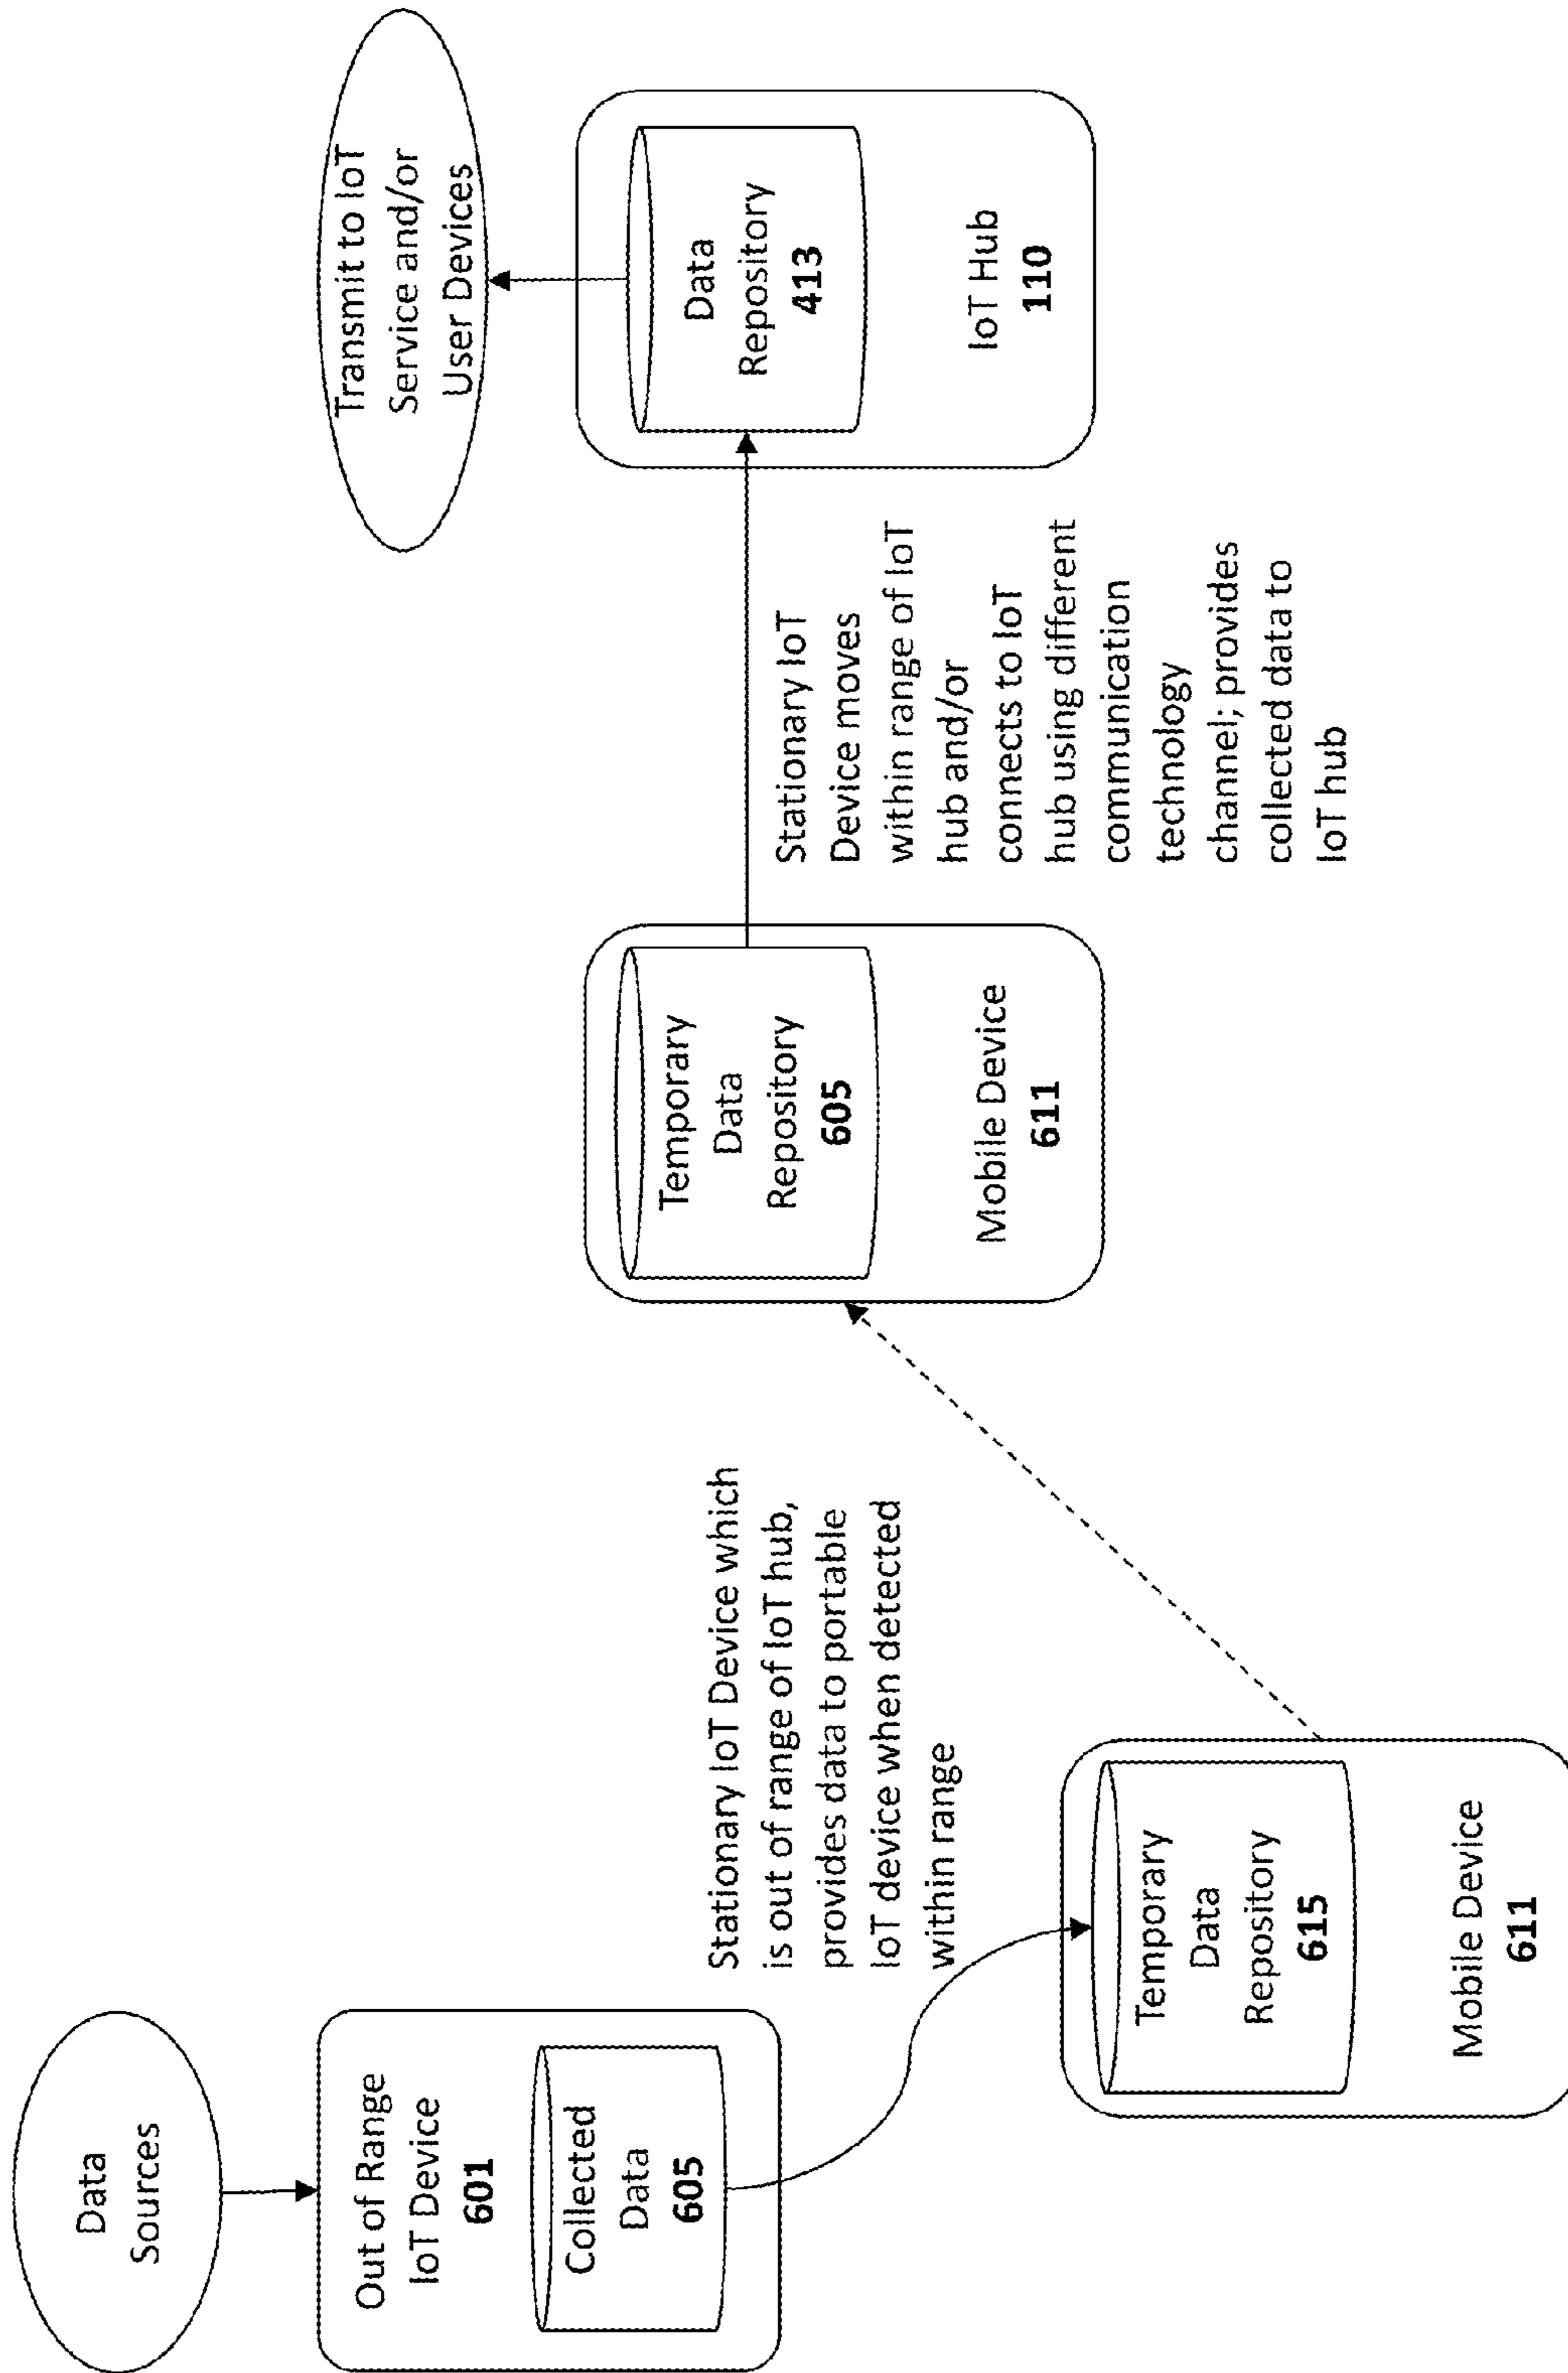 Data
Sources
Out of Range
IoT Device
601
Collected
Data
605
Stationary IoT Device which
is out of range of IoT hub,
provides data to portable
IoT device when detected
within range
Temporary
Data
Repository
615
Mobile Device
611
Temporary
Data
Repository
605
Mobile Device
611
Stationary IoT
Device moves
within range of IoT
hub and/or
connects to IoT
hub using different
communication
technology
channel; provides
collected data to
IoT hub
Transmit to IoT
Service and/or
User Devices
Data
Repository
413
IoT Hub
110